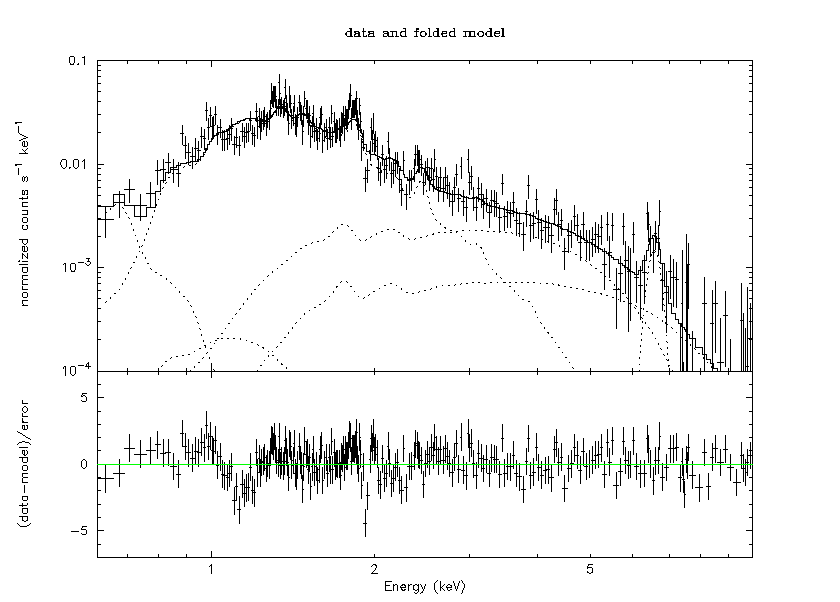 data and folded model
normalized counts s⁻¹ keV⁻¹
0.1
0.01
10⁻³
10⁻⁴
(data−model)/error
5
0
−5
1
2
5
Energy (keV)